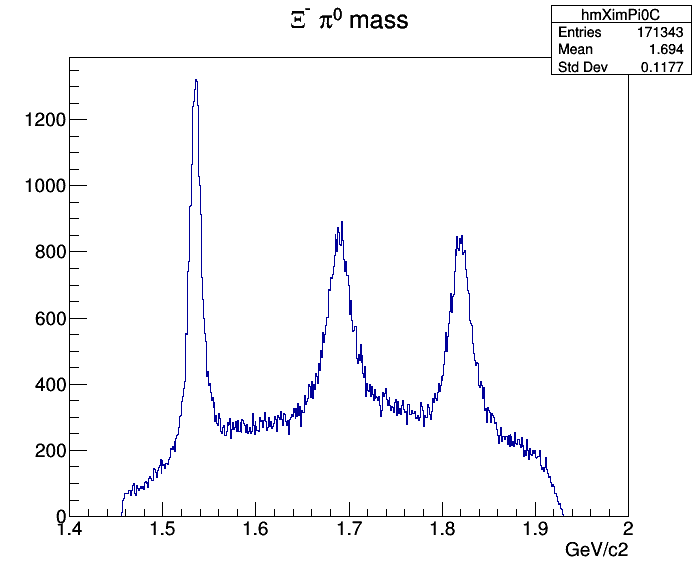 Ξ⁻ π⁰ mass
hmXimPi0C
Entries 171343
Mean 1.694
Std Dev 0.1177
1200
1000
800
600
400
200
0
1.4 1.5 1.6 1.7 1.8 1.9 2
GeV/c2